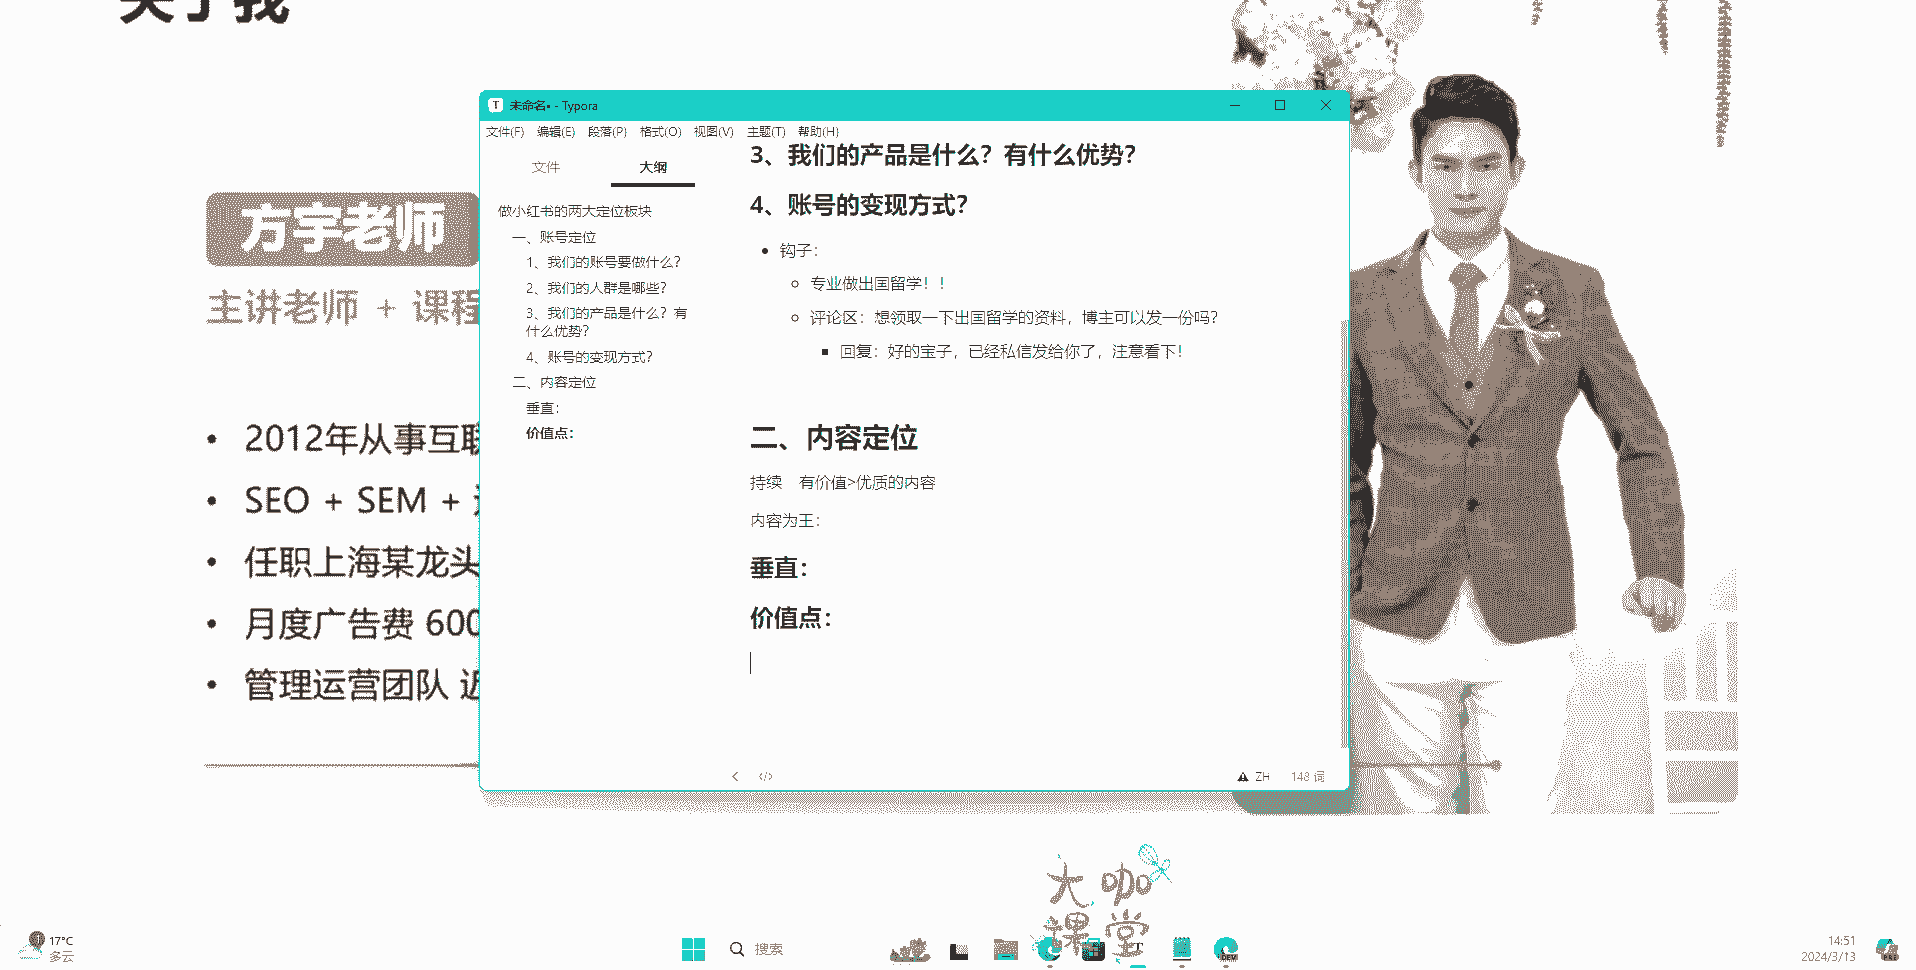 关于我
方宇老师
主讲老师 + 课程
2012年从事互联
SEO + SEM +
任职上海某龙头
月度广告费 600
管理运营团队 近
未命名• - Typora
文件(F) 编辑(E) 段落(P) 格式(O) 视图(V) 主题(T) 帮助(H)
文件 大纲
做小红书的两大定位板块
一、账号定位
1、我们的账号要做什么？
2、我们的人群是哪些？
3、我们的产品是什么？有
什么优势？
4、账号的变现方式？
二、内容定位
垂直：
价值点：
3、我们的产品是什么？有什么优势？
4、账号的变现方式？
钩子：
专业做出国留学！！
评论区：想领取一下出国留学的资料，博主可以发一份吗？
回复：好的宝子，已经私信发给你了，注意看下！
二、内容定位
持续 有价值>优质的内容
内容为王：
垂直：
价值点：
ZH 148 词
大咖
课堂
17°C
多云
搜索
14:51
2024/3/13